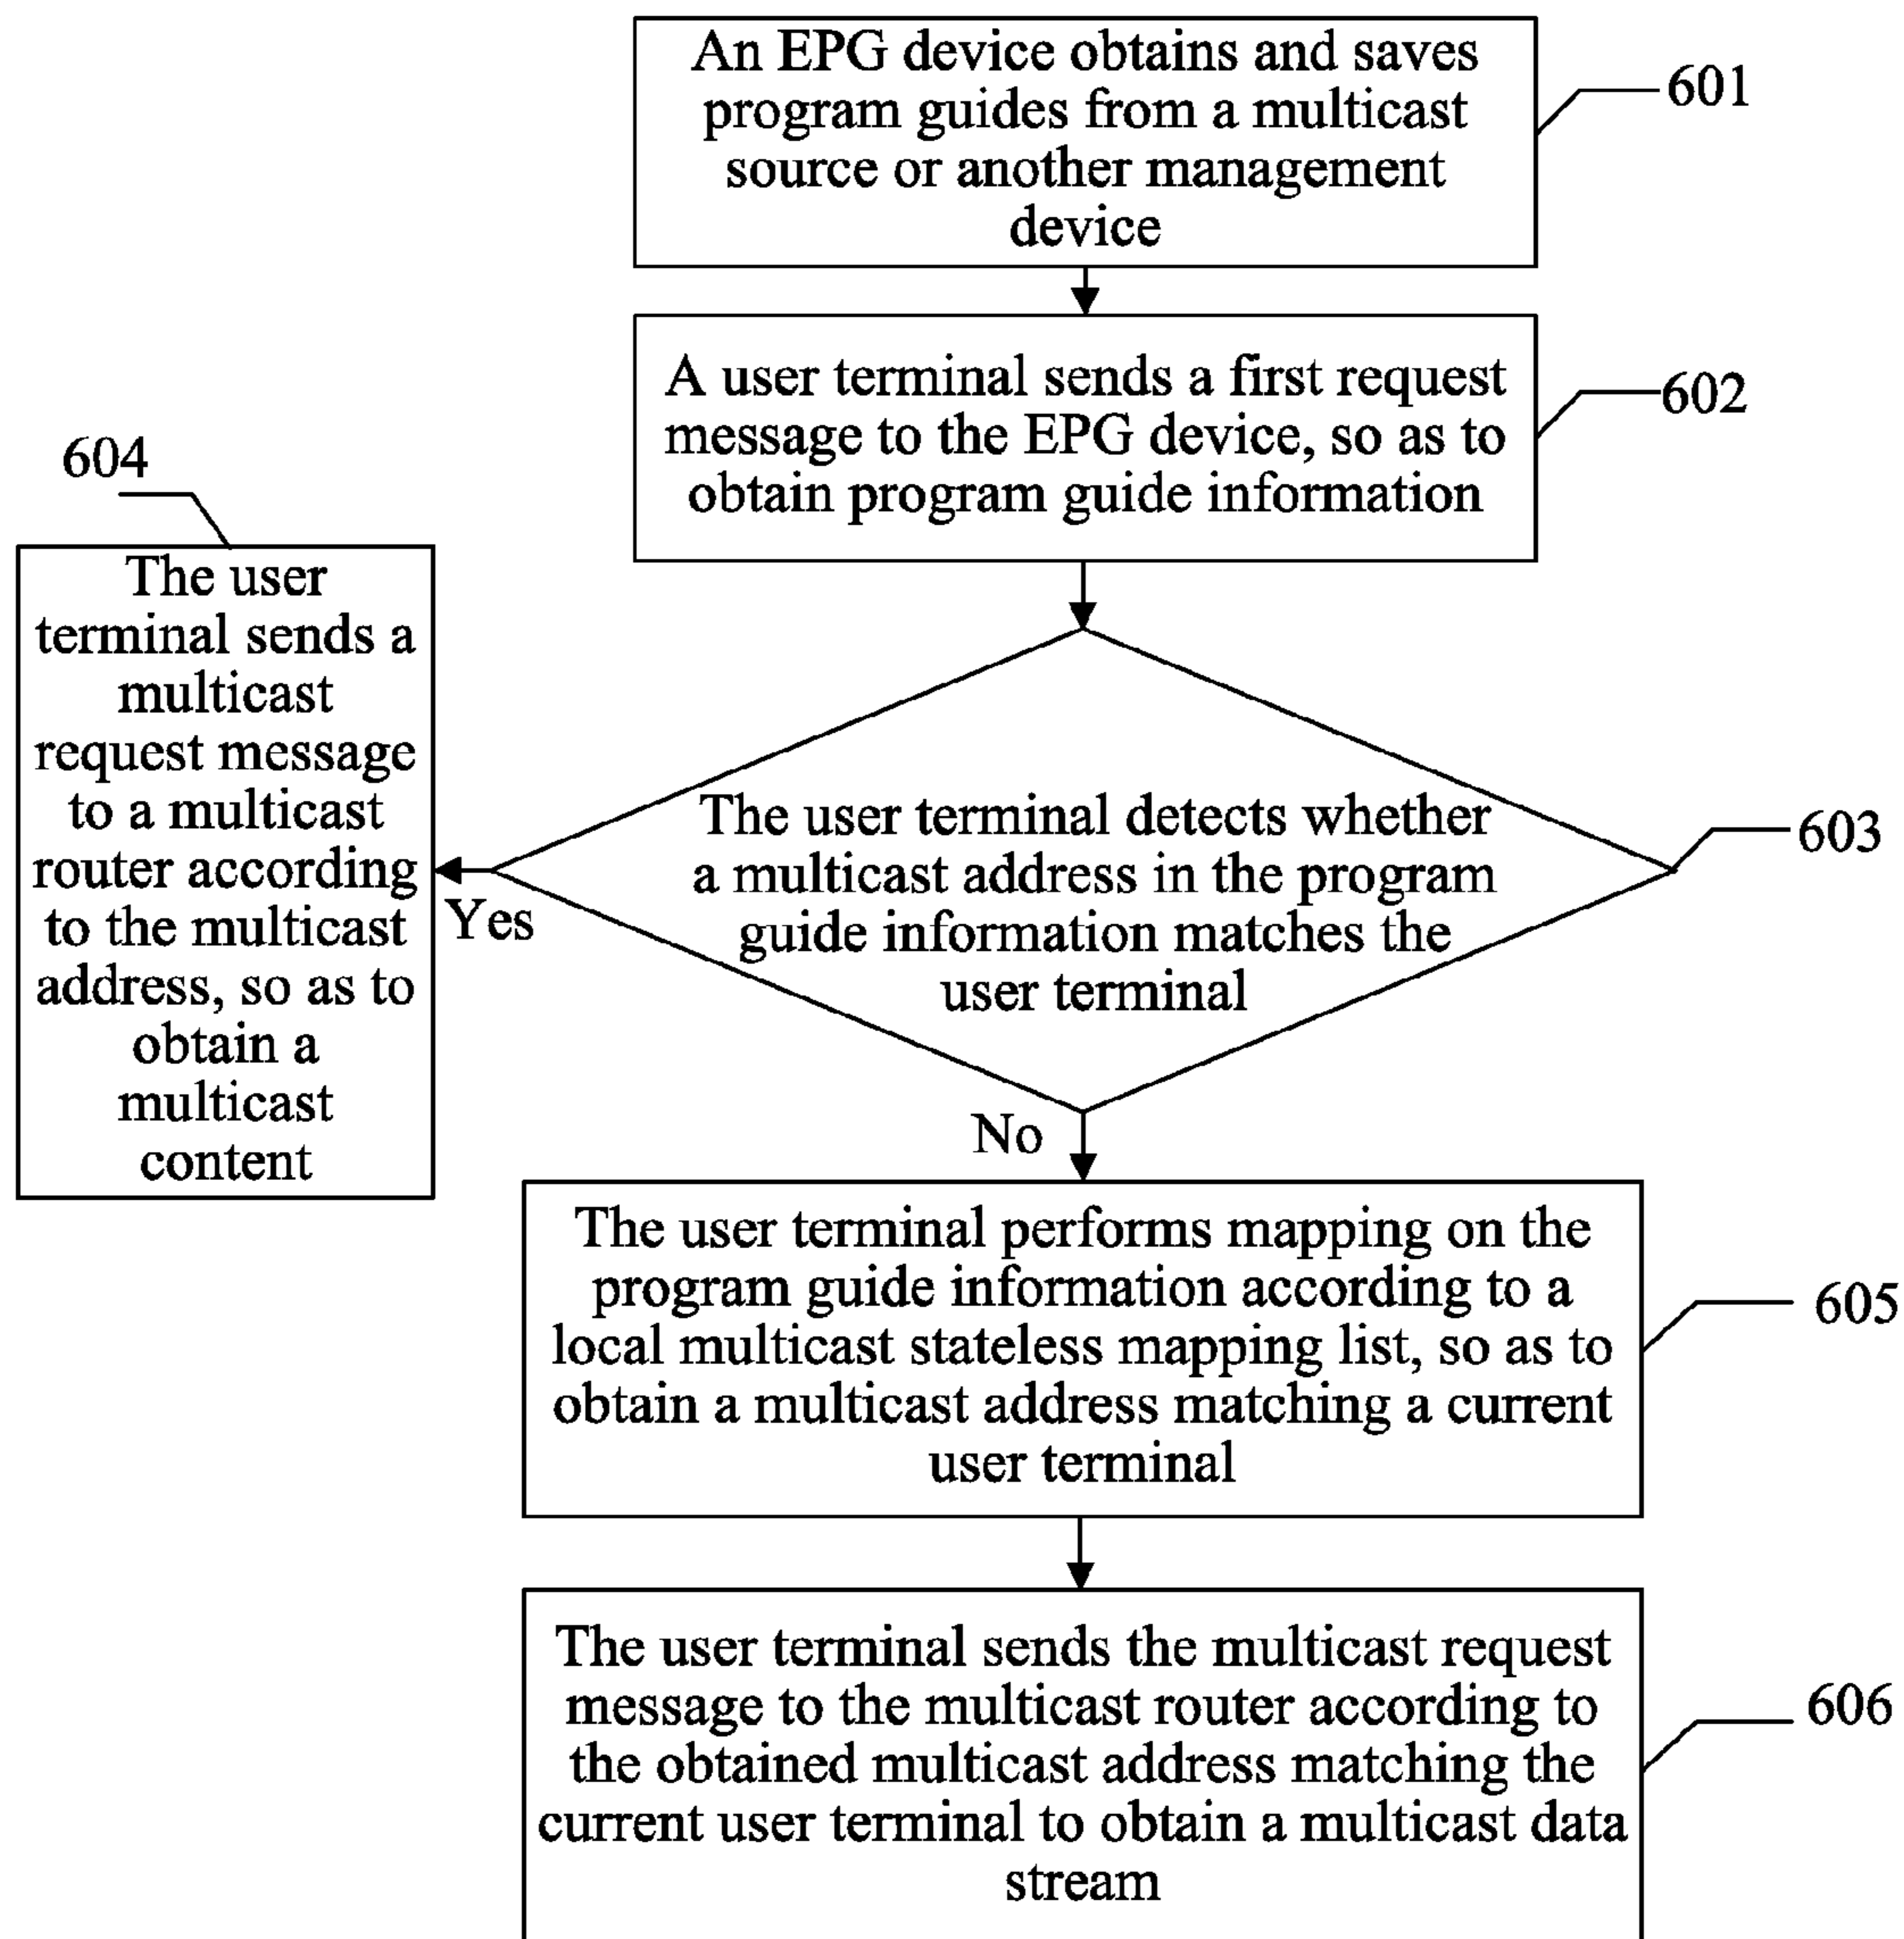 An EPG device obtains and saves
program guides from a multicast
source or another management
device
601
A user terminal sends a first request
message to the EPG device, so as to
obtain program guide information
602
604
The user
terminal sends a
multicast
request message
to a multicast
router according
to the multicast
address, so as to
obtain a
multicast
content
The user terminal detects whether
a multicast address in the program
guide information matches the
user terminal
603
Yes
No
The user terminal performs mapping on the
program guide information according to a
local multicast stateless mapping list, so as to
obtain a multicast address matching a current
user terminal
605
The user terminal sends the multicast request
message to the multicast router according to
the obtained multicast address matching the
current user terminal to obtain a multicast data
stream
606